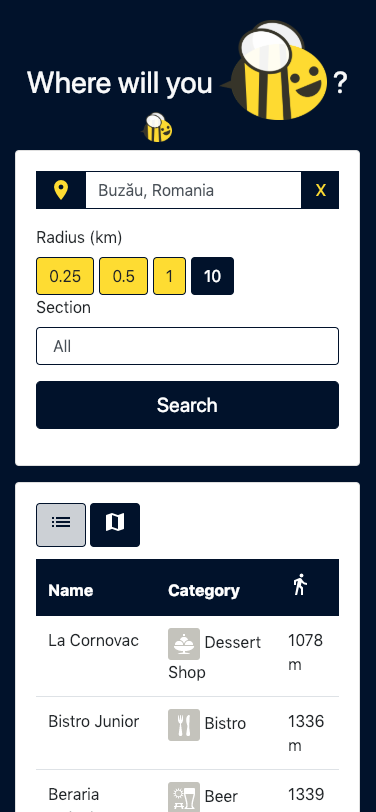 Where will you ?
Buzău, Romania X
Radius (km)
0.25 0.5 1 10
Section
All
Search
Name Category
La Cornovac Dessert Shop 1078 m
Bistro Junior Bistro 1336 m
Beraria Beer 1339